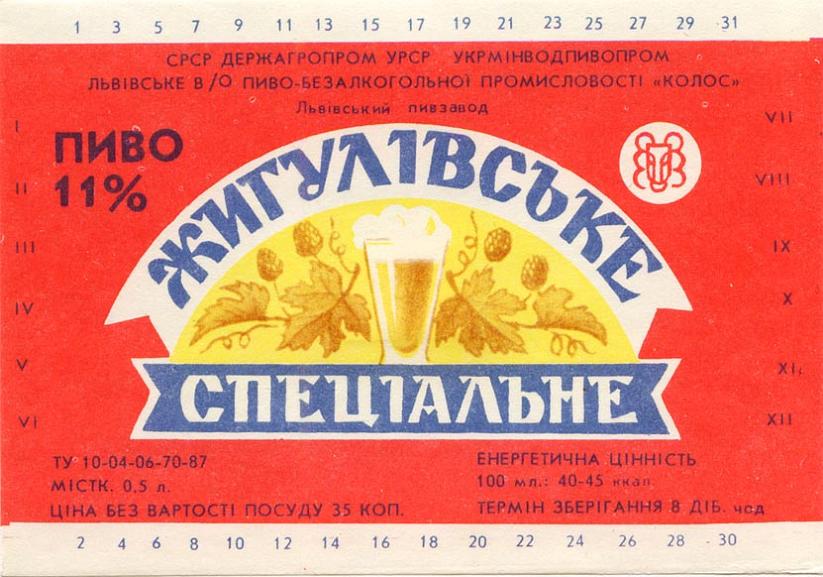 1 3 5 7 9 11 13 15 17 19 21 23 25 27 29 31
СРСР ДЕРЖАГРОПРОМ УРСР УКРМІНВОДПИВОПРОМ
ЛЬВІВСЬКЕ В/О ПИВО-БЕЗАЛКОГОЛЬНОЇ ПРОМИСЛОВОСТІ «КОЛОС»
Львівський пивзавод
I
II
III
IV
V
VI
ПИВО
11%
ЖИГУЛІВСЬКЕ
СПЕЦІАЛЬНЕ
VII
VIII
IX
X
XI
XII
ТУ 10-04-06-70-87
МІСТК. 0,5 л.
ЦІНА БЕЗ ВАРТОСТІ ПОСУДУ 35 КОП.
ЕНЕРГЕТИЧНА ЦІННІСТЬ
100 мл.: 40-45 ккал.
ТЕРМІН ЗБЕРІГАННЯ 8 ДІБ.
2 4 6 8 10 12 14 16 18 20 22 24 26 28 30